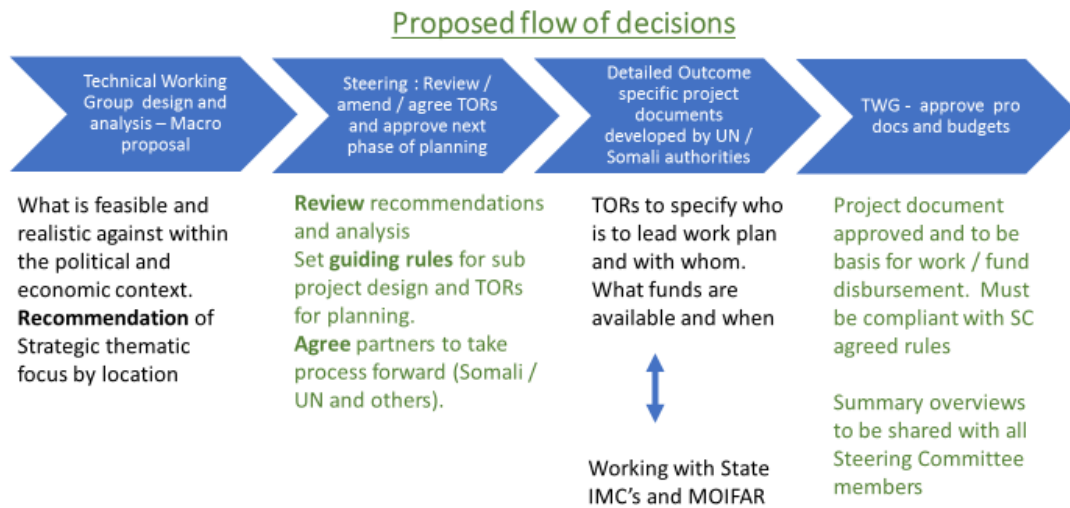 Proposed flow of decisions
Technical Working
Group design and
analysis – Macro
proposal
Steering : Review /
amend / agree TORs
and approve next
phase of planning
Detailed Outcome
specific project
documents
developed by UN /
Somali authorities
TWG - approve pro
docs and budgets
What is feasible and
realistic against within
the political and
economic context.
Recommendation of
Strategic thematic
focus by location
Review recommendations
and analysis
Set guiding rules for sub
project design and TORs
for planning.
Agree partners to take
process forward (Somali /
UN and others).
TORs to specify who
is to lead work plan
and with whom.
What funds are
available and when
Working with State
IMC’s and MOIFAR
Project document
approved and to be
basis for work / fund
disbursement. Must
be compliant with SC
agreed rules
Summary overviews
to be shared with all
Steering Committee
members